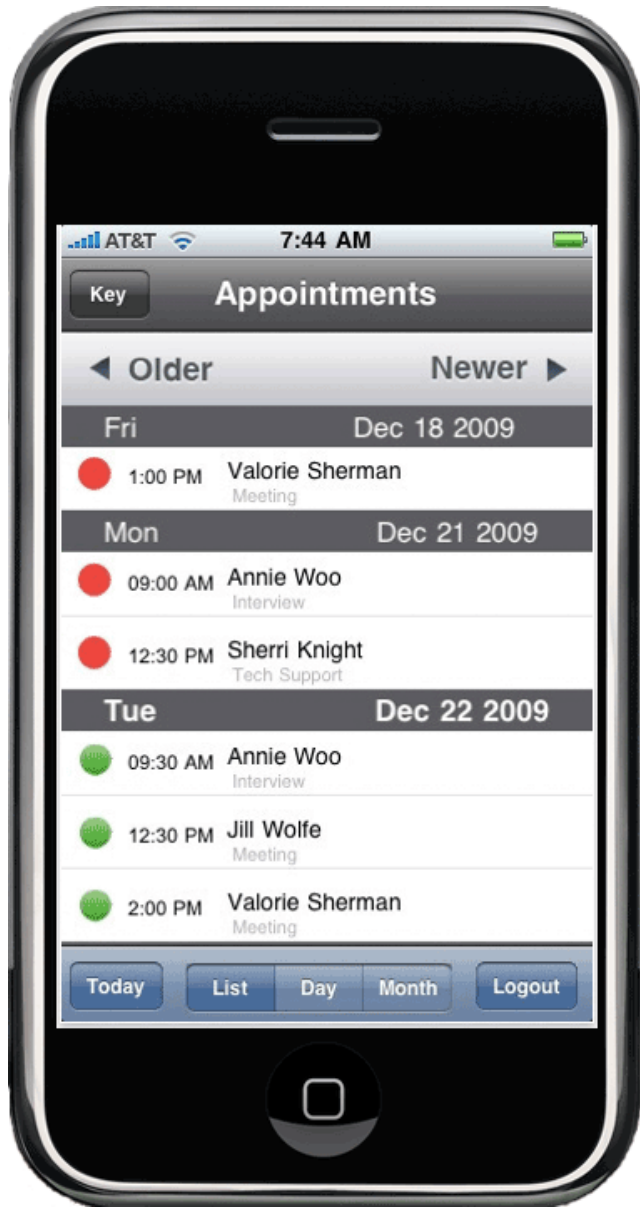 AT&T 7:44 AM
Key Appointments
Older Newer
Fri Dec 18 2009
1:00 PM Valorie Sherman
Meeting
Mon Dec 21 2009
09:00 AM Annie Woo
Interview
12:30 PM Sherri Knight
Tech Support
Tue Dec 22 2009
09:30 AM Annie Woo
Interview
12:30 PM Jill Wolfe
Meeting
2:00 PM Valorie Sherman
Meeting
Today List Day Month Logout